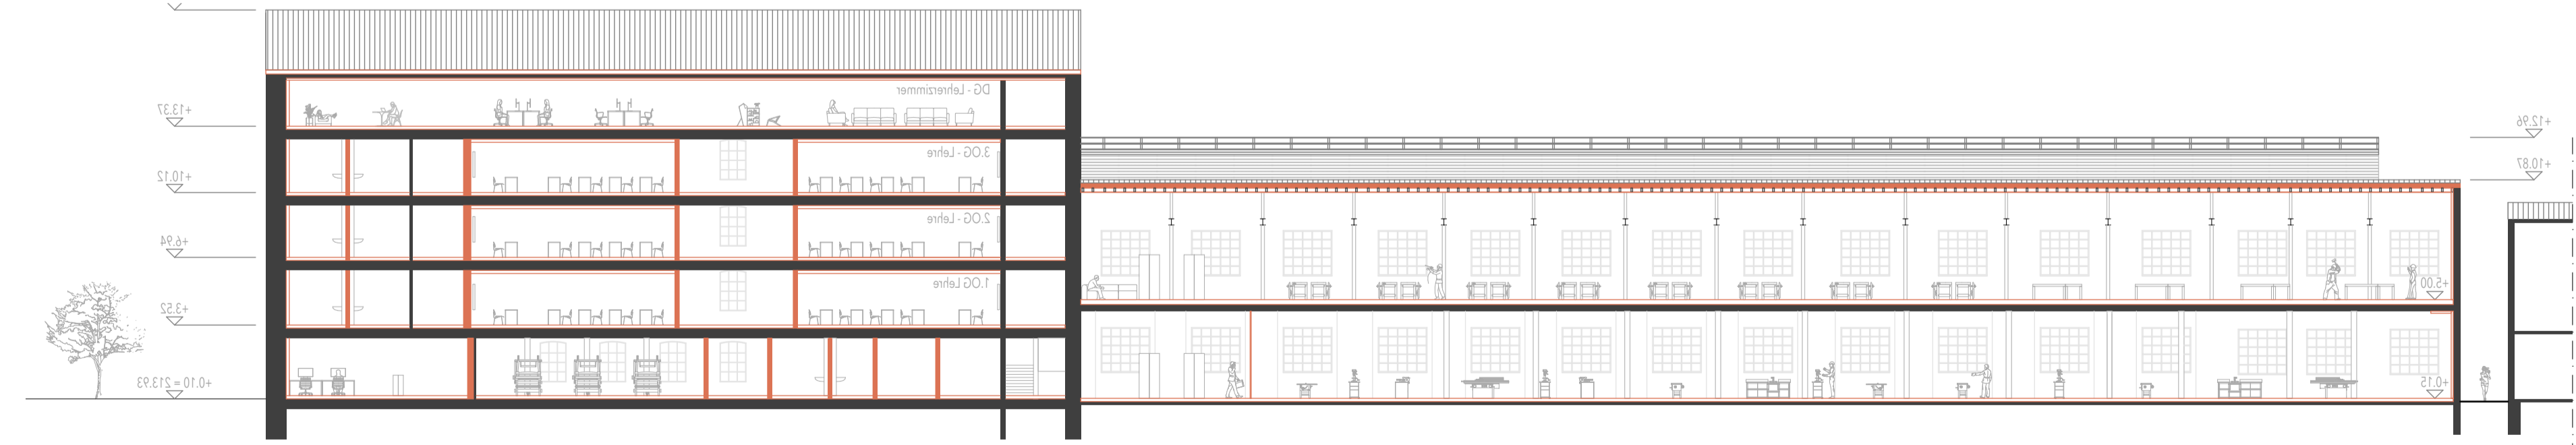 DG - Lehrerzimmer
+13.37
+12.96
3.OG - Lehre
+10.87
+10.12
2.OG - Lehre
+6.94
1.OG Lehre
+5.00
+3.52
+0.10 = 213.93
+0.15